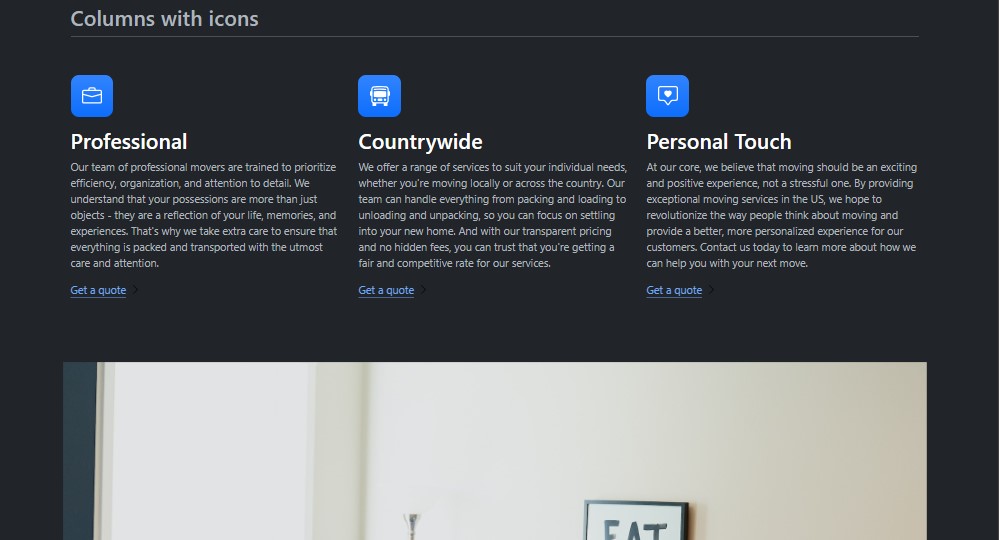 Columns with icons
Professional
Our team of professional movers are trained to prioritize
efficiency, organization, and attention to detail. We
understand that your possessions are more than just
objects - they are a reflection of your life, memories, and
experiences. That's why we take extra care to ensure that
everything is packed and transported with the utmost
care and attention.
Get a quote
Countrywide
We offer a range of services to suit your individual needs,
whether you're moving locally or across the country. Our
team can handle everything from packing and loading to
unloading and unpacking, so you can focus on settling
into your new home. And with our transparent pricing
and no hidden fees, you can trust that you're getting a
fair and competitive rate for our services.
Get a quote
Personal Touch
At our core, we believe that moving should be an exciting
and positive experience, not a stressful one. By providing
exceptional moving services in the US, we hope to
revolutionize the way people think about moving and
provide a better, more personalized experience for our
customers. Contact us today to learn more about how we
can help you with your next move.
Get a quote
EAT